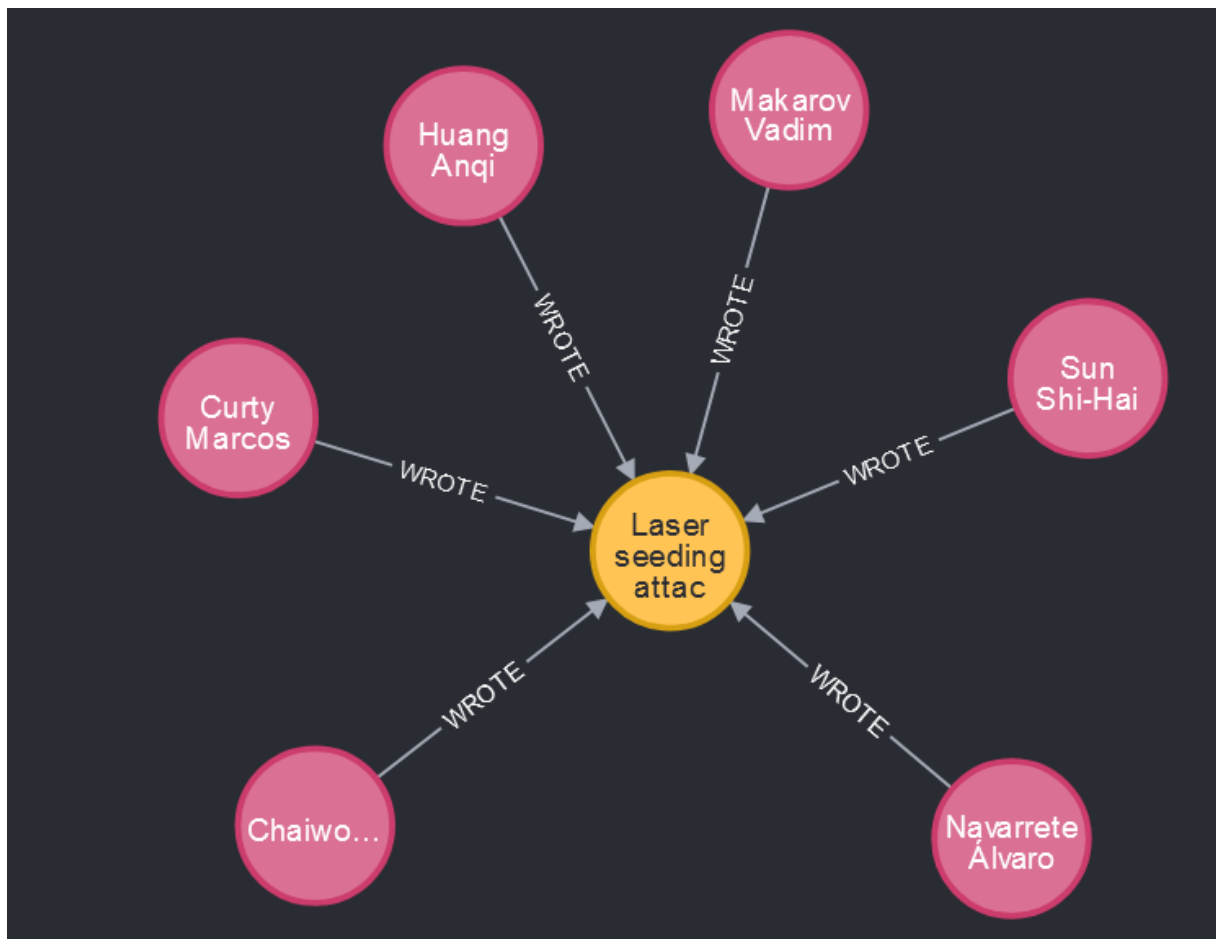 Makarov
Vadim
Huang
Anqi
WROTE
WROTE
Sun
Shi-Hai
Curty
Marcos
WROTE
WROTE
Laser
seeding
attac
WROTE
WROTE
Chaiwo…
Navarrete
Álvaro